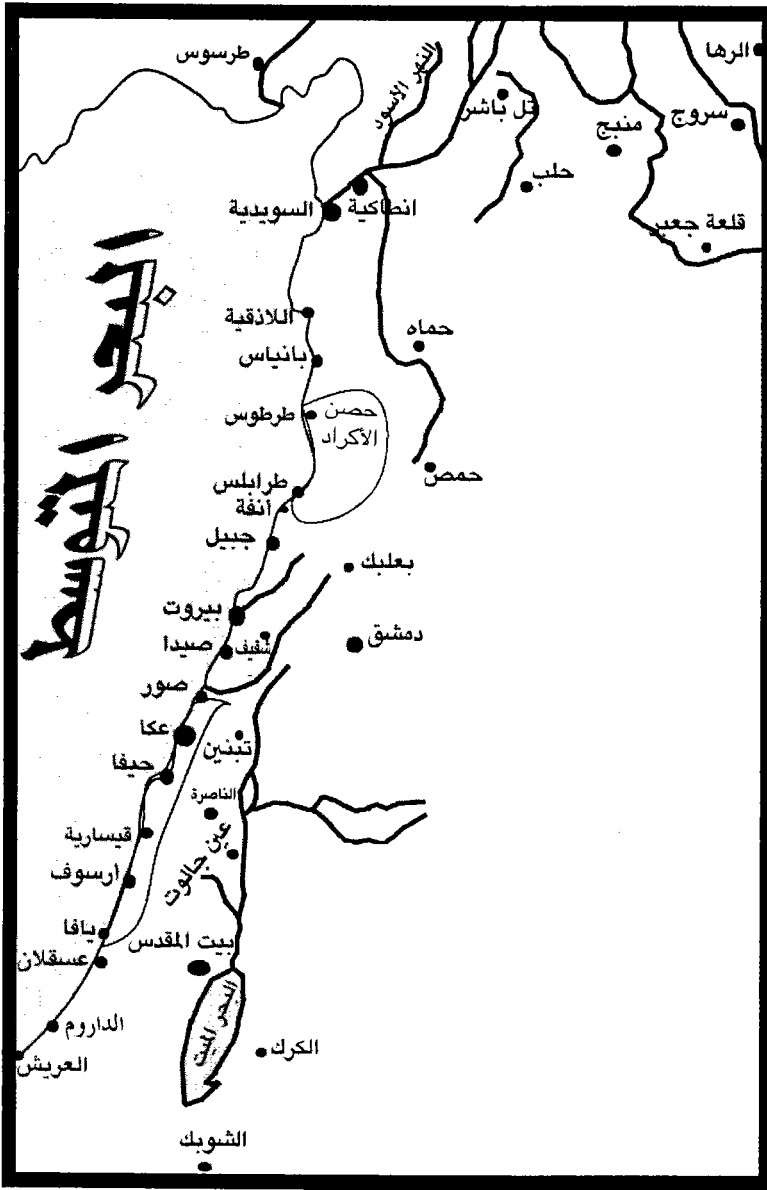 طرسوس
النهر الأسود
الرها
تل باشر
سروج
منبج
حلب
انطاكية
السويدية
قلعة جعبر
البحر
المتوسط
اللاذقية
حماه
بانياس
طرطوس
حصن
الأكراد
حمص
طرابلس
أنفة
جبيل
بعلبك
بيروت
دمشق
صيدا
شقيف
صور
عكا
تبنين
حيفا
الناصرة
قيسارية
عين جالوت
ارسوف
يافا
بيت المقدس
عسقلان
البحر الميت
الداروم
الكرك
العريش
الشوبك